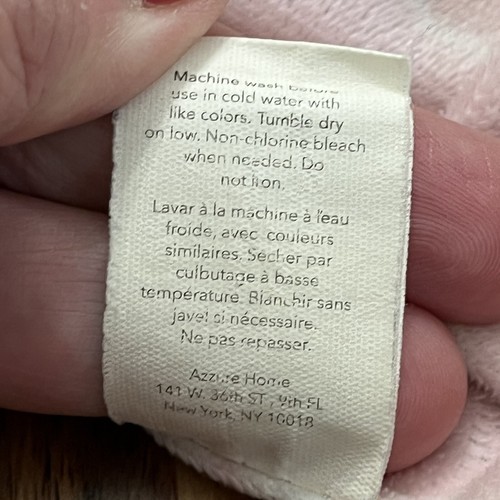 Machine wash before
use in cold water with
like colors. Tumble dry
on low. Non-chlorine bleach
when needed. Do
not iron.
Lavar à la machine à l'eau
froide, avec couleurs
similaires. Sécher par
culbutage à basse
température. Blanchir sans
javel si nécessaire.
Ne pas repasser.
Azzure Home
141 W. 36th ST., 9th FL
New York, NY 10018